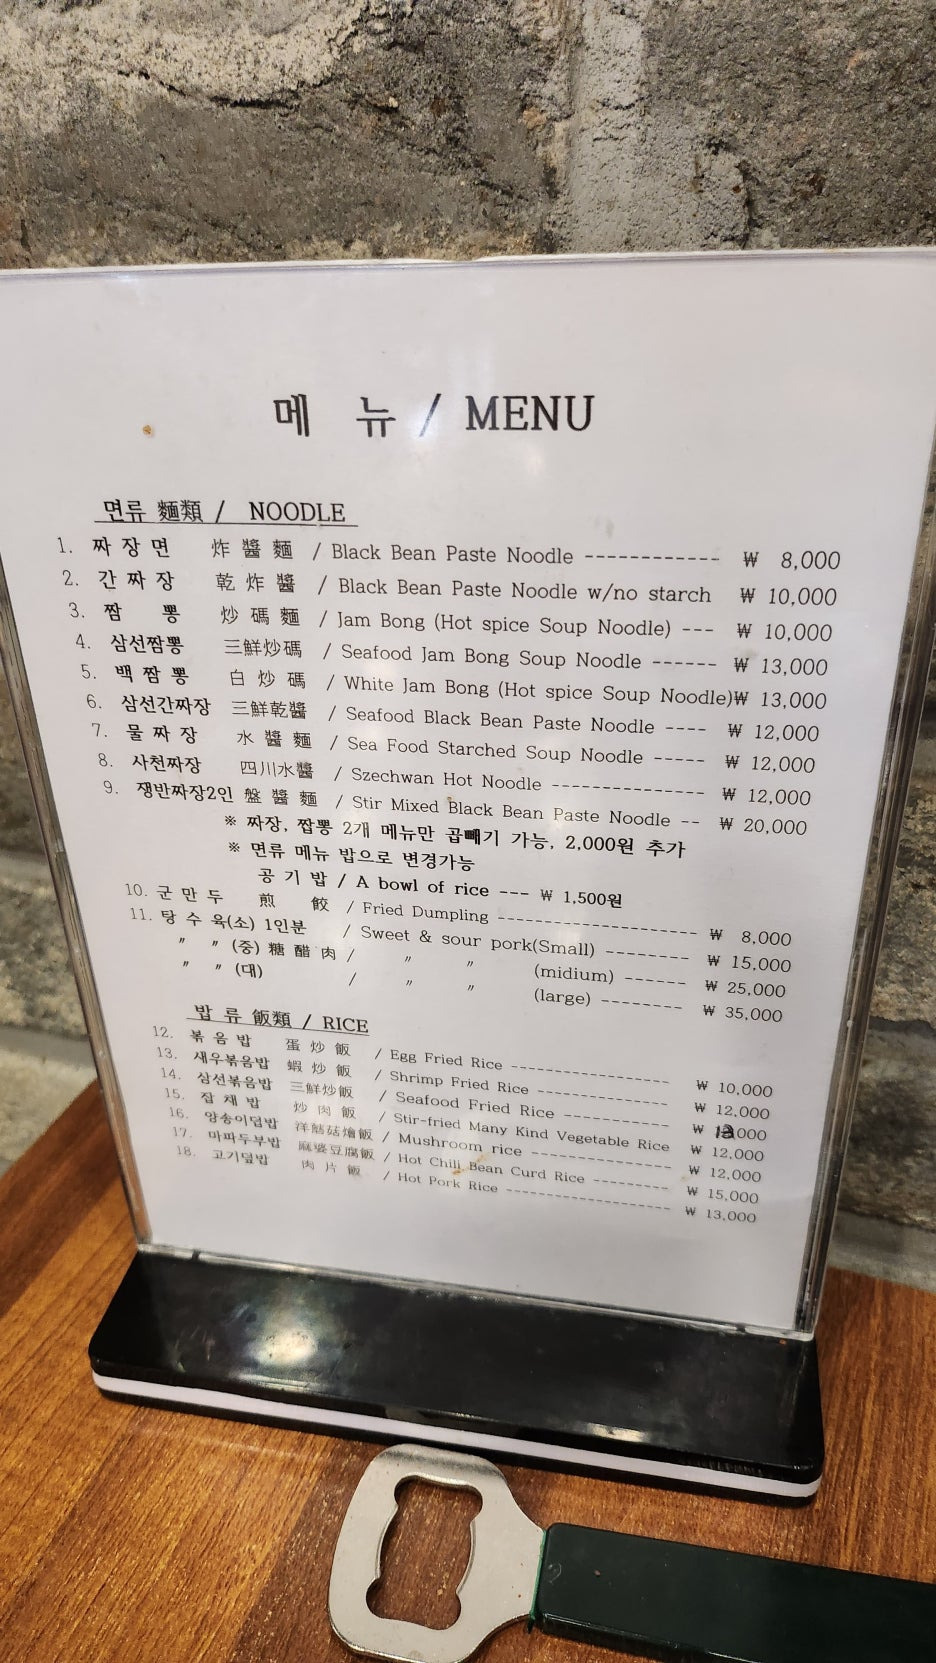 메 뉴 / MENU
면류 麵類 / NOODLE
1. 짜 장 면 炸 醬 麵 / Black Bean Paste Noodle ------------ ₩ 8,000
2. 간 짜 장 乾 炸 醬 / Black Bean Paste Noodle w/no starch ₩ 10,000
3. 짬 뽕 炒 碼 麵 / Jam Bong (Hot spice Soup Noodle) --- ₩ 10,000
4. 삼선짬뽕 三鮮炒碼 / Seafood Jam Bong Soup Noodle ------ ₩ 13,000
5. 백 짬 뽕 白 炒 碼 / White Jam Bong (Hot spice Soup Noodle)₩ 13,000
6. 삼선간짜장 三鮮乾醬 / Seafood Black Bean Paste Noodle ---- ₩ 12,000
7. 물 짜 장 水 醬 麵 / Sea Food Starched Soup Noodle ----- ₩ 12,000
8. 사천짜장 四川水醬 / Szechwan Hot Noodle --------------- ₩ 12,000
9. 쟁반짜장2인 盤 醬 麵 / Stir Mixed Black Bean Paste Noodle -- ₩ 20,000
※ 짜장, 짭뽕 2개 메뉴만 곱빼기 가능, 2,000원 추가
※ 면류 메뉴 밥으로 변경가능
공 기 밥 / A bowl of rice --- ₩ 1,500원
10. 군 만 두 煎 餃 / Fried Dumpling -------------------- ₩ 8,000
11. 탕 수 육(소) 1인분 / Sweet & sour pork(Small) -------- ₩ 15,000
〃 〃 (중) 糖 醋 肉 / 〃 〃 (midium) ------ ₩ 25,000
〃 〃 (대) / 〃 〃 (large) -------- ₩ 35,000
밥 류 飯類 / RICE
12. 볶 음 밥 蛋 炒 飯 / Egg Fried Rice ----------------- ₩ 10,000
13. 새우볶음밥 蝦 炒 飯 / Shrimp Fried Rice -------------- ₩ 12,000
14. 삼선볶음밥 三鮮炒飯 / Seafood Fried Rice ------------ ₩ 13,000
15. 잡 채 밥 炒 肉 飯 / Stir-fried Many Kind Vegetable Rice ₩ 12,000
16. 양송이덥밥 洋菇燴飯 / Mushroom rice --------------- ₩ 12,000
17. 마파두부밥 麻婆豆腐飯 / Hot Chili Bean Curd Rice --------- ₩ 15,000
18. 고기덮밥 肉 片 飯 / Hot Pork Rice -------------------- ₩ 13,000